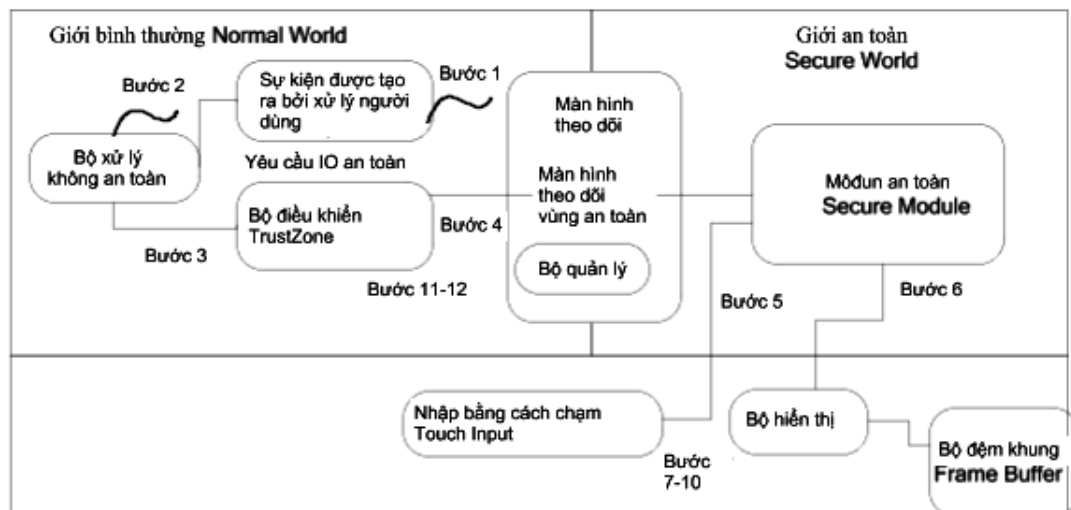 Giới bình thường Normal World
Giới an toàn
Secure World
Bước 2
Sự kiện được tạo
ra bởi xử lý người
dùng
Bước 1
Màn hình
theo dõi
Bộ xử lý
không an toàn
Yêu cầu IO an toàn
Bộ điều khiển
TrustZone
Bước 3
Bước 4
Màn hình
theo dõi
vùng an toàn
Bộ quản lý
Môđun an toàn
Secure Module
Bước 11-12
Bước 5
Bước 6
Nhập bằng cách chạm
Touch Input
Bước
7-10
Bộ hiển thị
Bộ đệm khung
Frame Buffer